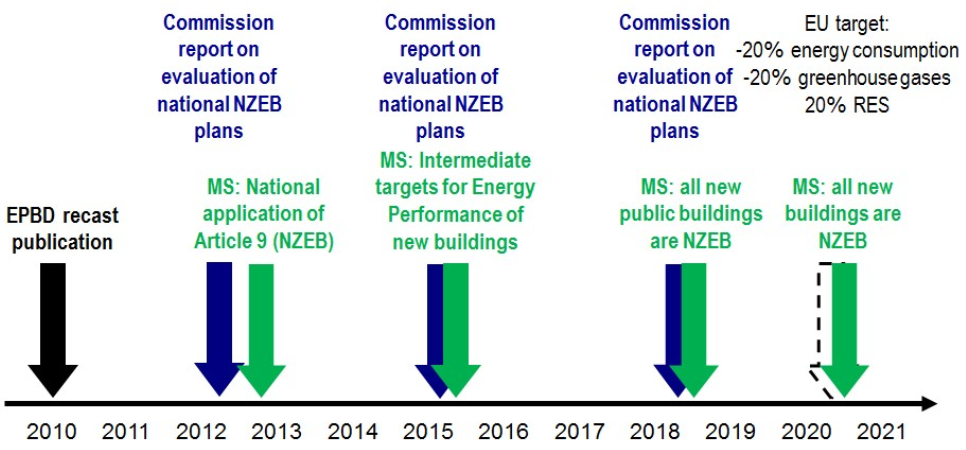 Commission
report on
evaluation of
national NZEB
plans
Commission
report on
evaluation of
national NZEB
plans
Commission
report on
evaluation of
national NZEB
plans
EU target:
-20% energy consumption
-20% greenhouse gases
20% RES
EPBD recast
publication
MS: National
application of
Article 9 (NZEB)
MS: Intermediate
targets for Energy
Performance of
new buildings
MS: all new
public buildings
are NZEB
MS: all new
buildings are
NZEB
2010 2011 2012 2013 2014 2015 2016 2017 2018 2019 2020 2021